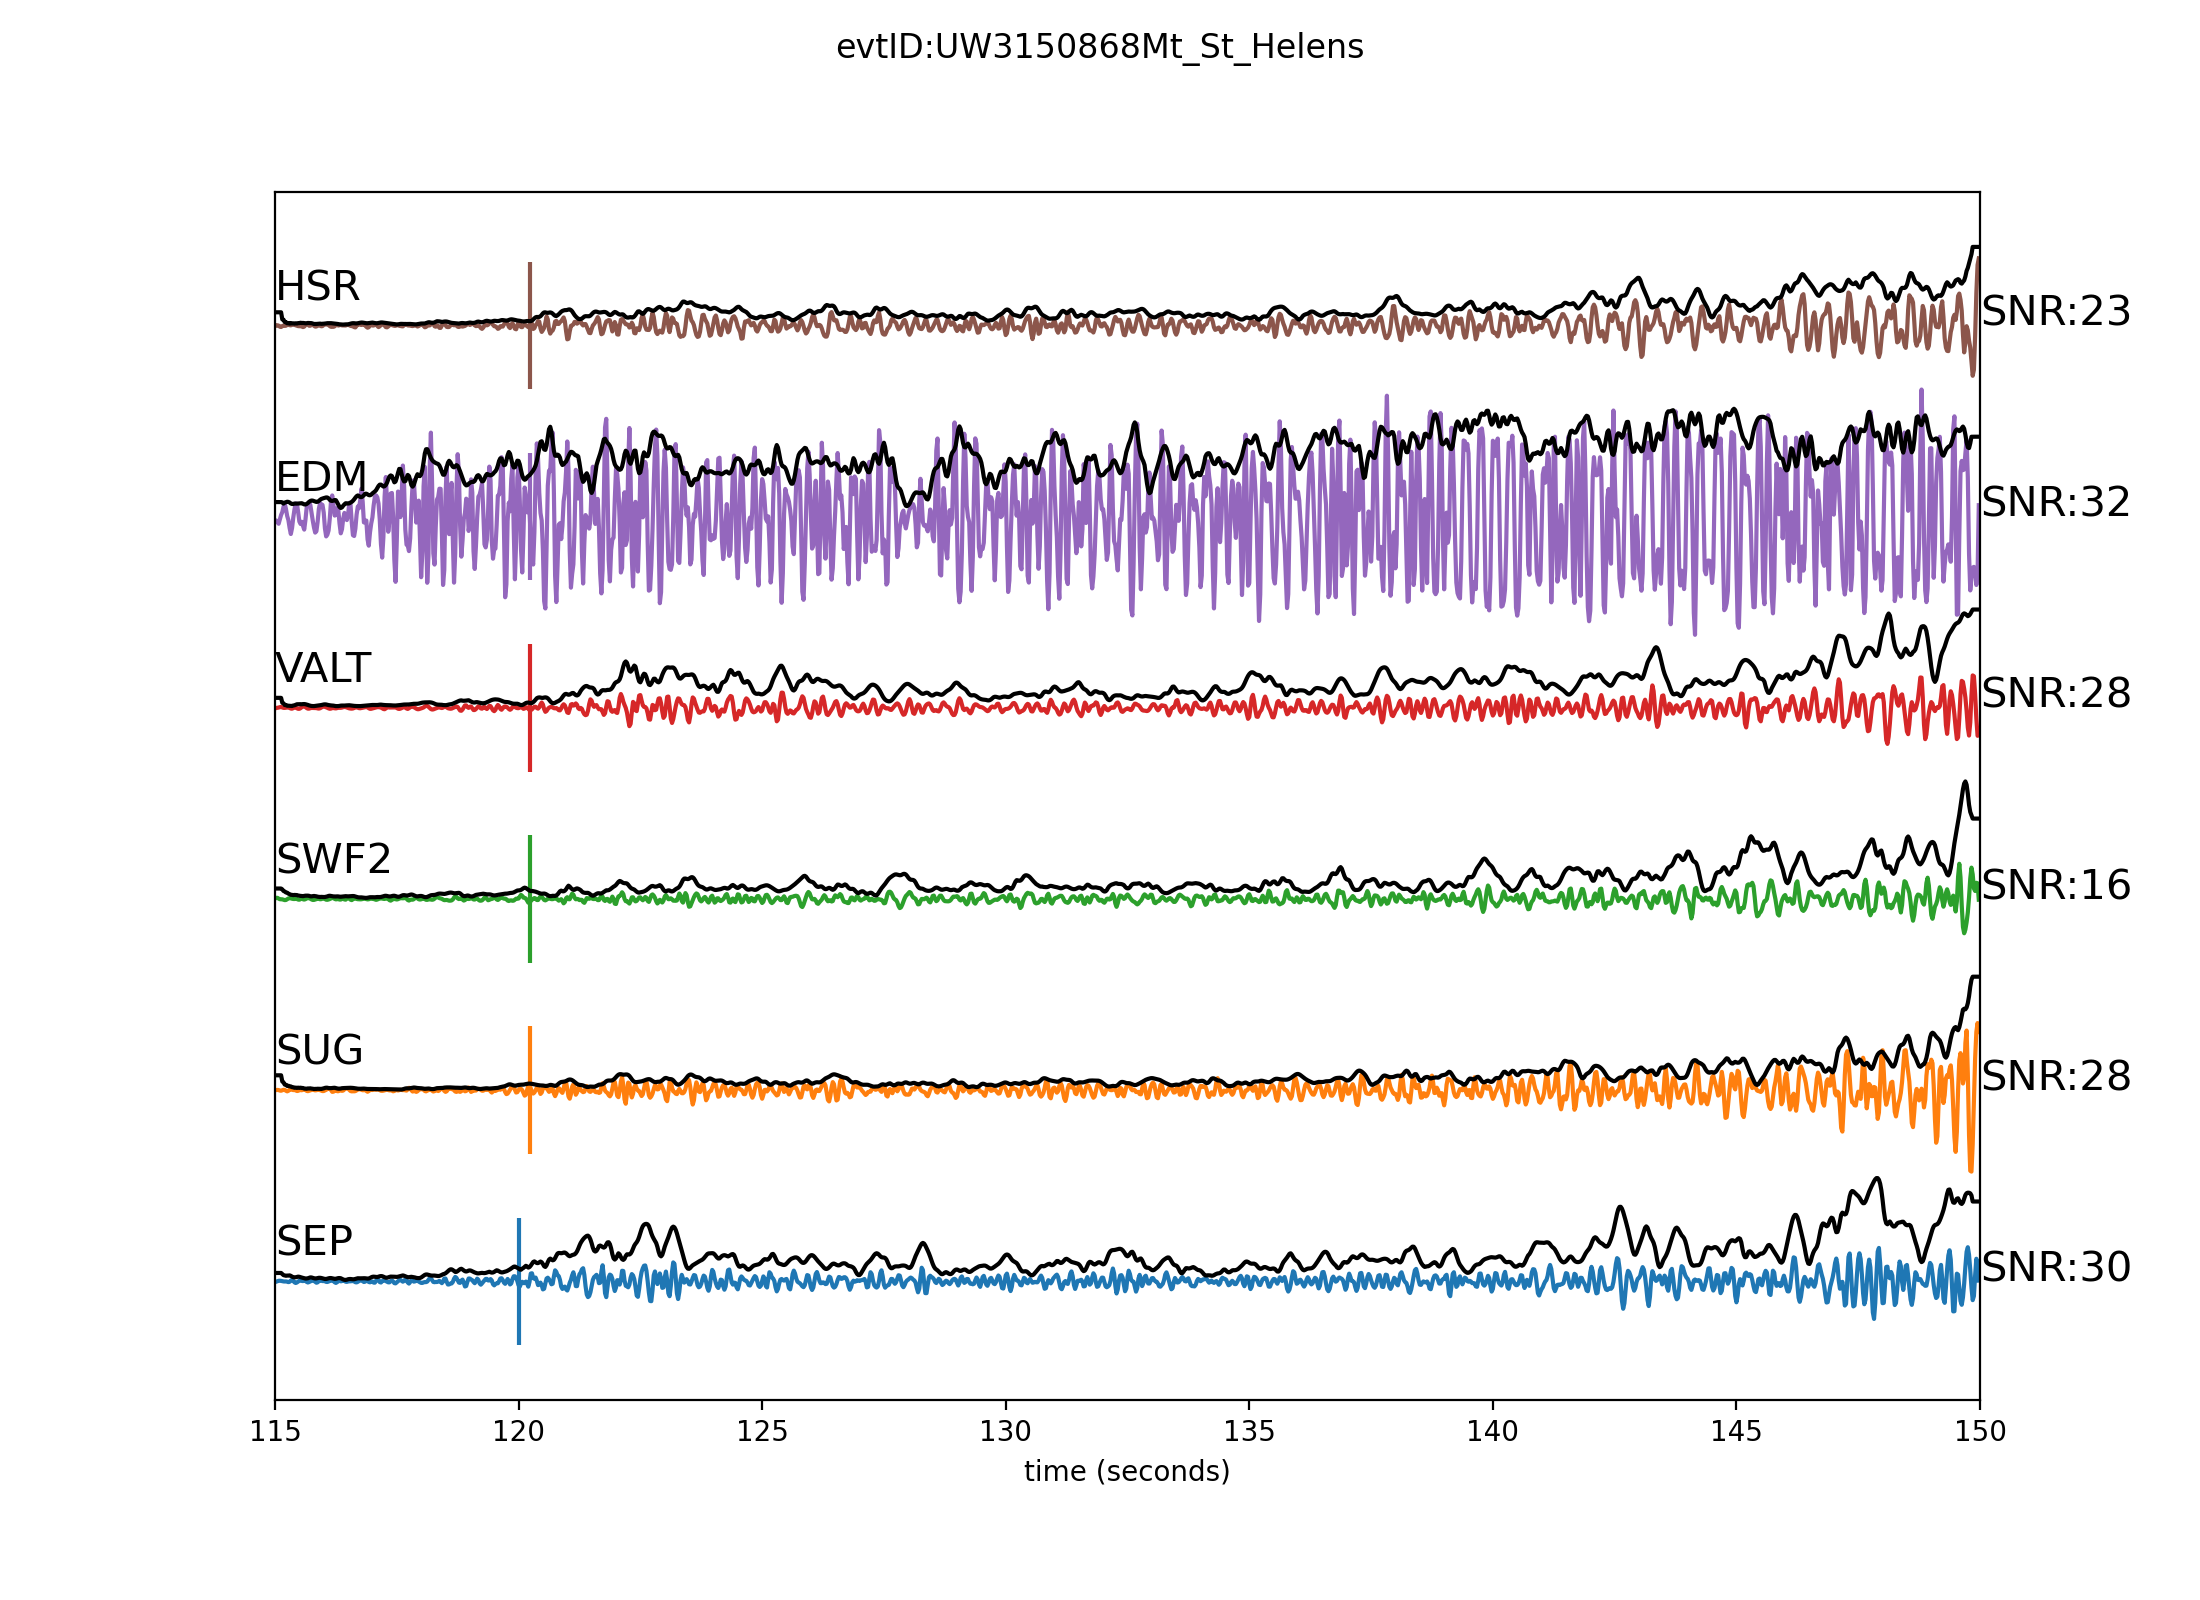 evtID:UW3150868Mt_St_Helens
HSR
SNR:23
EDM
SNR:32
VALT
SNR:28
SWF2
SNR:16
SUG
SNR:28
SEP
SNR:30
115 120 125 130 135 140 145 150
time (seconds)